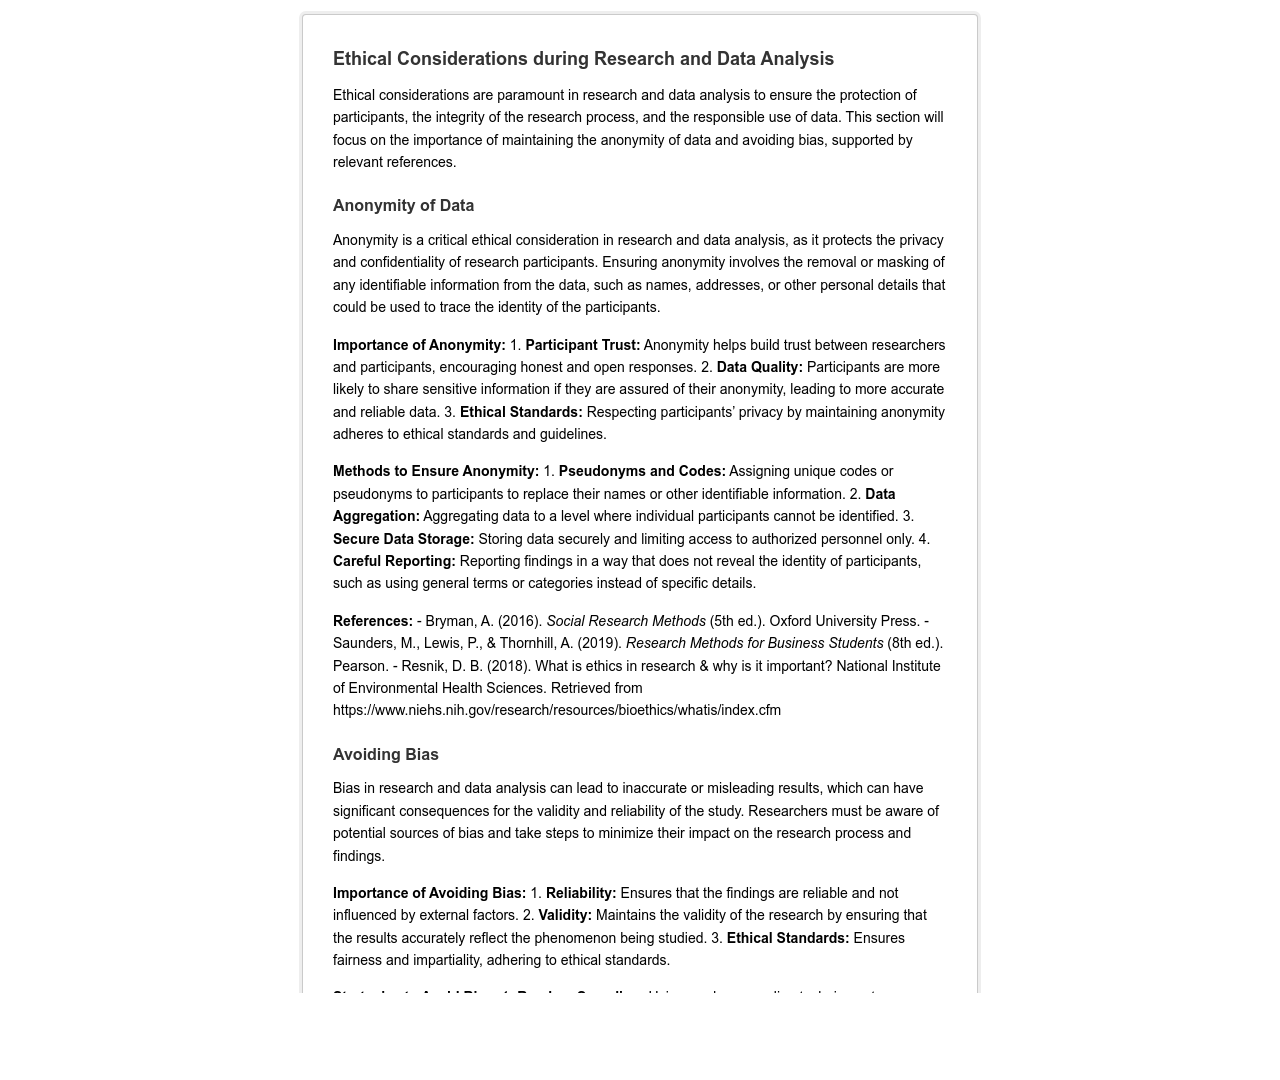 Ethical Considerations during Research and Data Analysis
Ethical considerations are paramount in research and data analysis to ensure the protection of
participants, the integrity of the research process, and the responsible use of data. This section will
focus on the importance of maintaining the anonymity of data and avoiding bias, supported by
relevant references.
Anonymity of Data
Anonymity is a critical ethical consideration in research and data analysis, as it protects the privacy
and confidentiality of research participants. Ensuring anonymity involves the removal or masking of
any identifiable information from the data, such as names, addresses, or other personal details that
could be used to trace the identity of the participants.
Importance of Anonymity: 1. Participant Trust: Anonymity helps build trust between researchers
and participants, encouraging honest and open responses. 2. Data Quality: Participants are more
likely to share sensitive information if they are assured of their anonymity, leading to more accurate
and reliable data. 3. Ethical Standards: Respecting participants’ privacy by maintaining anonymity
adheres to ethical standards and guidelines.
Methods to Ensure Anonymity: 1. Pseudonyms and Codes: Assigning unique codes or
pseudonyms to participants to replace their names or other identifiable information. 2. Data
Aggregation: Aggregating data to a level where individual participants cannot be identified. 3.
Secure Data Storage: Storing data securely and limiting access to authorized personnel only. 4.
Careful Reporting: Reporting findings in a way that does not reveal the identity of participants,
such as using general terms or categories instead of specific details.
References: - Bryman, A. (2016). Social Research Methods (5th ed.). Oxford University Press. -
Saunders, M., Lewis, P., & Thornhill, A. (2019). Research Methods for Business Students (8th ed.).
Pearson. - Resnik, D. B. (2018). What is ethics in research & why is it important? National Institute
of Environmental Health Sciences. Retrieved from
https://www.niehs.nih.gov/research/resources/bioethics/whatis/index.cfm
Avoiding Bias
Bias in research and data analysis can lead to inaccurate or misleading results, which can have
significant consequences for the validity and reliability of the study. Researchers must be aware of
potential sources of bias and take steps to minimize their impact on the research process and
findings.
Importance of Avoiding Bias: 1. Reliability: Ensures that the findings are reliable and not
influenced by external factors. 2. Validity: Maintains the validity of the research by ensuring that
the results accurately reflect the phenomenon being studied. 3. Ethical Standards: Ensures
fairness and impartiality, adhering to ethical standards.